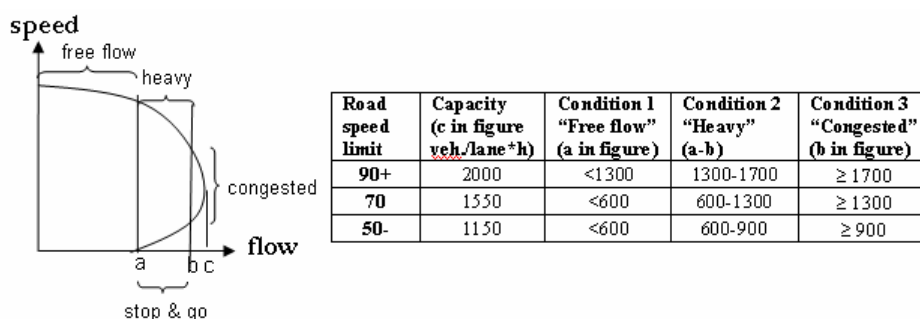 speed
free flow
heavy
congested
flow
a
b c
stop & go
Road speed limit | Capacity (c in figure veh./lane*h) | Condition 1 “Free flow” (a in figure) | Condition 2 “Heavy” (a-b) | Condition 3 “Congested” (b in figure)
90+ | 2000 | <1300 | 1300-1700 | ≥ 1700
70 | 1550 | <600 | 600-1300 | ≥ 1300
50- | 1150 | <600 | 600-900 | ≥ 900